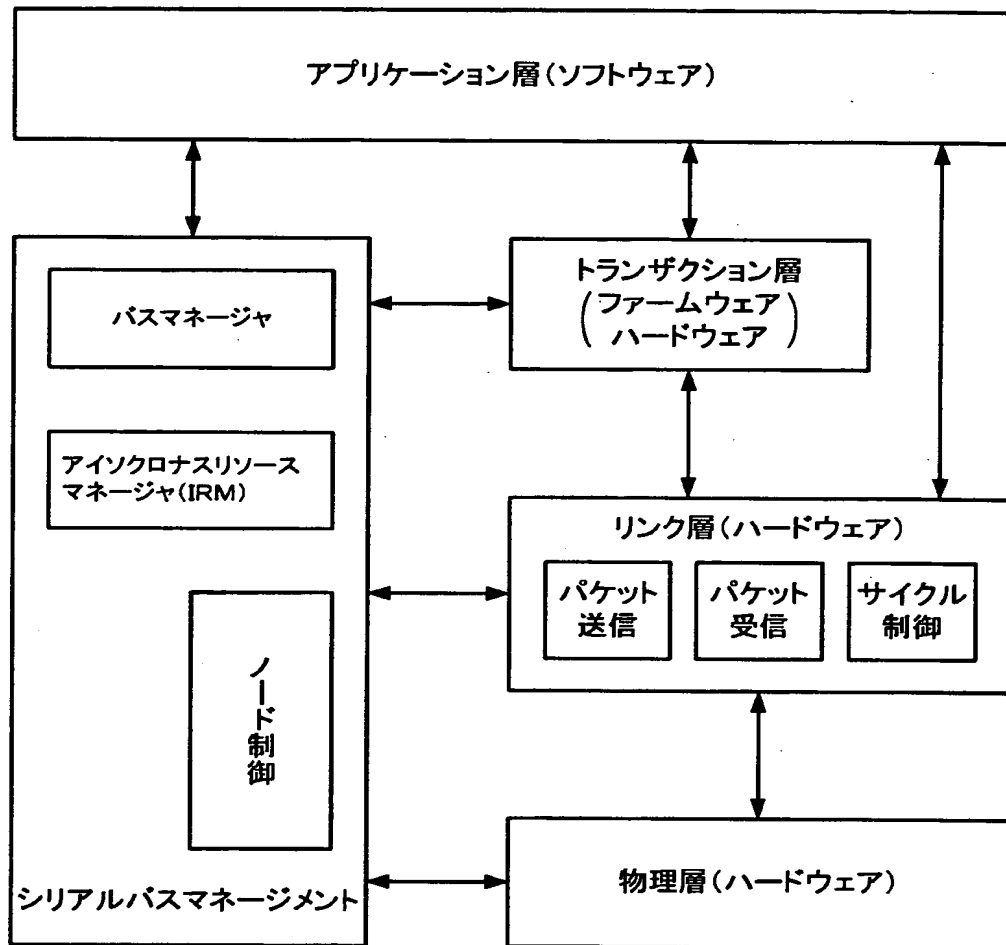 アプリケーション層(ソフトウェア)
バスマネージャ
アイソクロナスリソース
マネージャ(IRM)
ノード制御
シリアルバスマネージメント
トランザクション層
(ファームウェア
ハードウェア)
リンク層(ハードウェア)
パケット
送信
パケット
受信
サイクル
制御
物理層(ハードウェア)